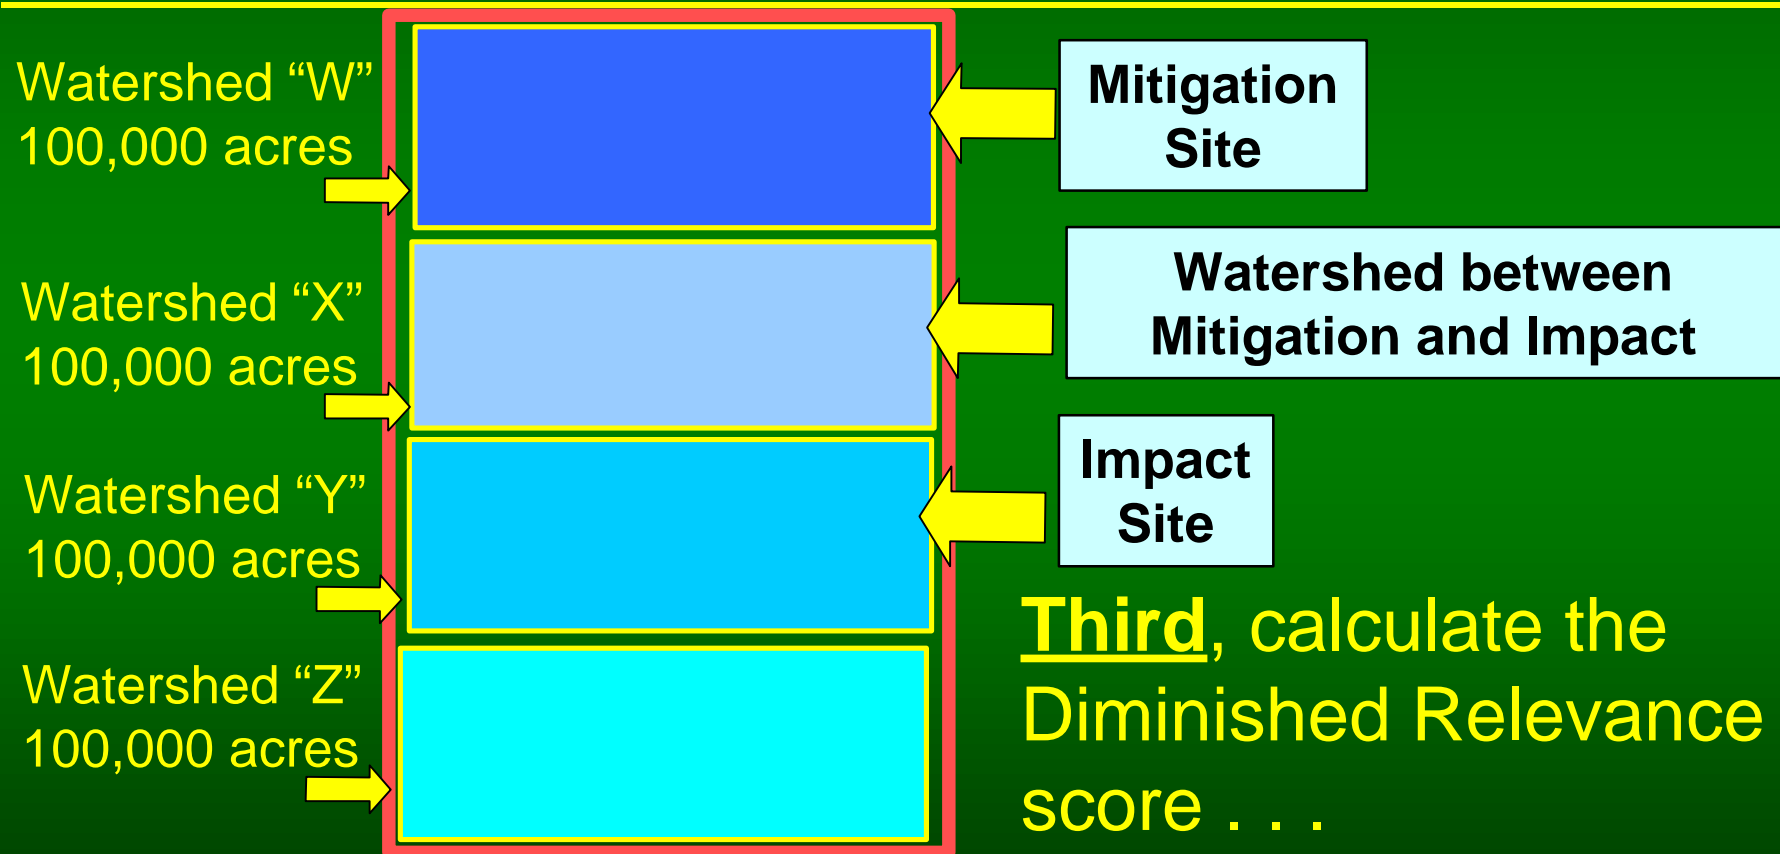 Watershed “W”
100,000 acres
Mitigation
Site
Watershed “X”
100,000 acres
Watershed between
Mitigation and Impact
Watershed “Y”
100,000 acres
Impact
Site
Watershed “Z”
100,000 acres
Third, calculate the
Diminished Relevance
score . . .